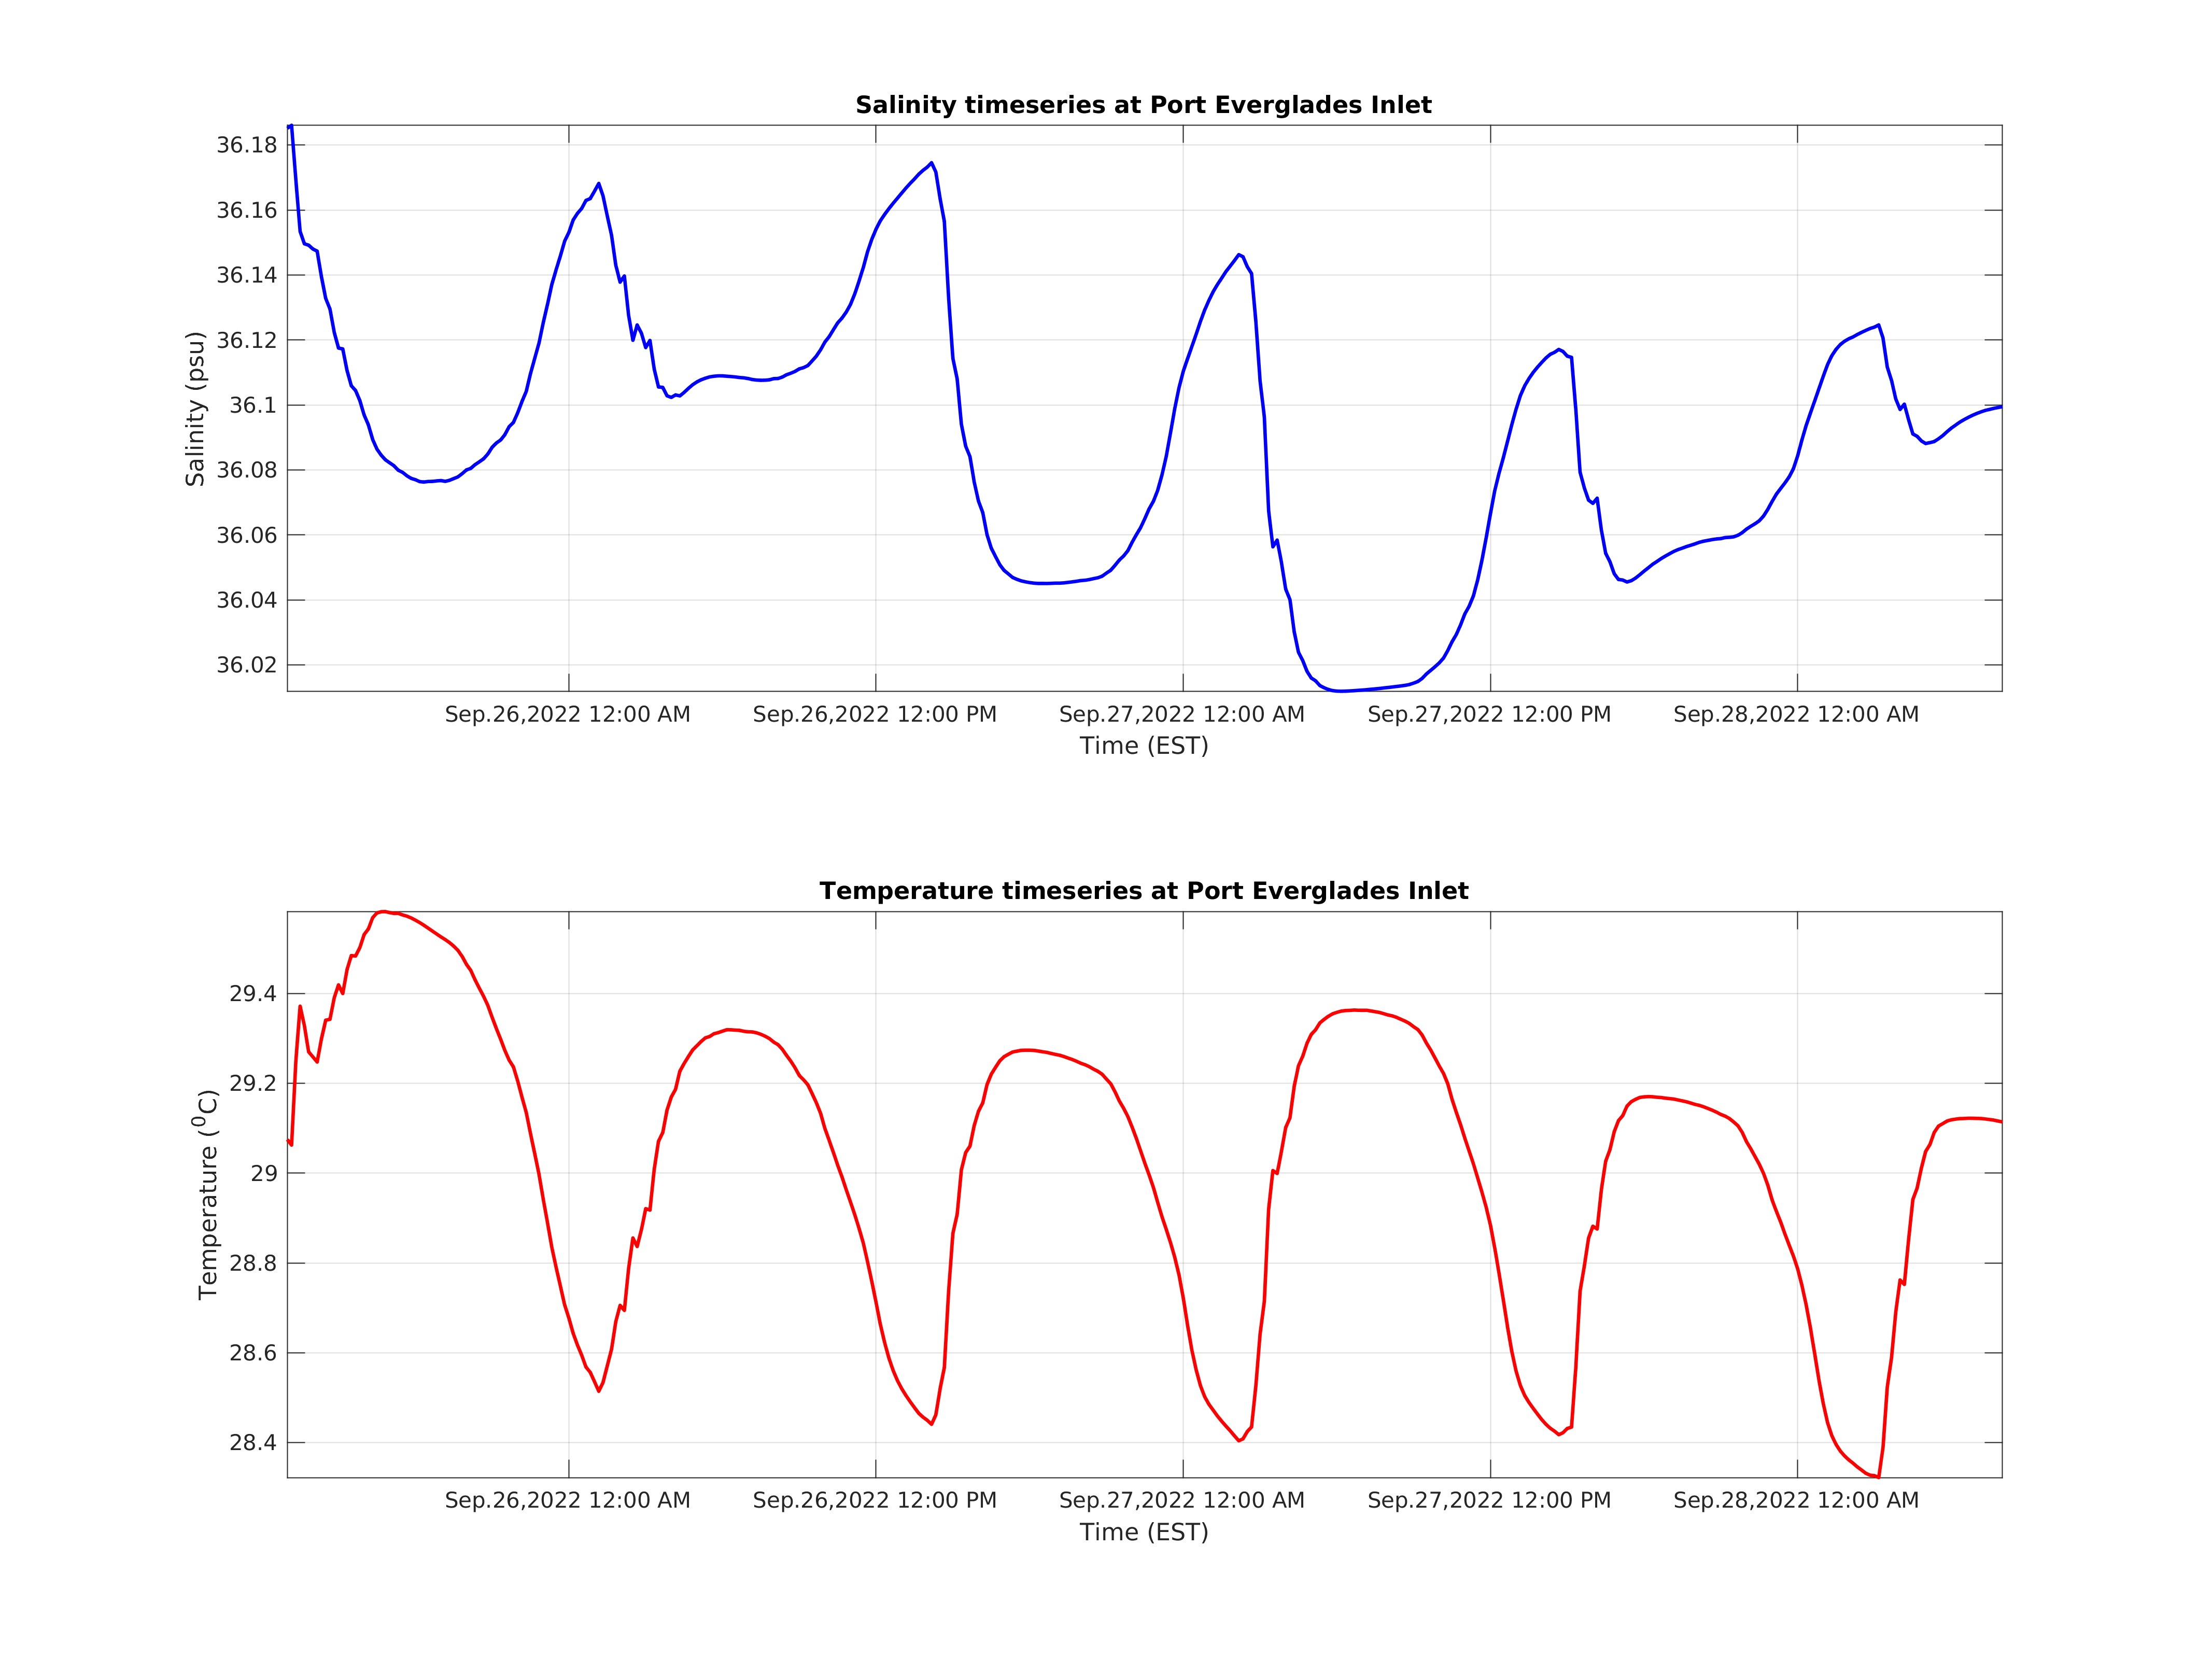 Salinity timeseries at Port Everglades Inlet
36.18
36.16
36.14
36.12
36.1
36.08
36.06
36.04
36.02
Salinity (psu)
Sep.26,2022 12:00 AM Sep.26,2022 12:00 PM Sep.27,2022 12:00 AM Sep.27,2022 12:00 PM Sep.28,2022 12:00 AM
Time (EST)
Temperature timeseries at Port Everglades Inlet
29.4
29.2
29
28.8
28.6
28.4
Temperature (⁰C)
Sep.26,2022 12:00 AM Sep.26,2022 12:00 PM Sep.27,2022 12:00 AM Sep.27,2022 12:00 PM Sep.28,2022 12:00 AM
Time (EST)